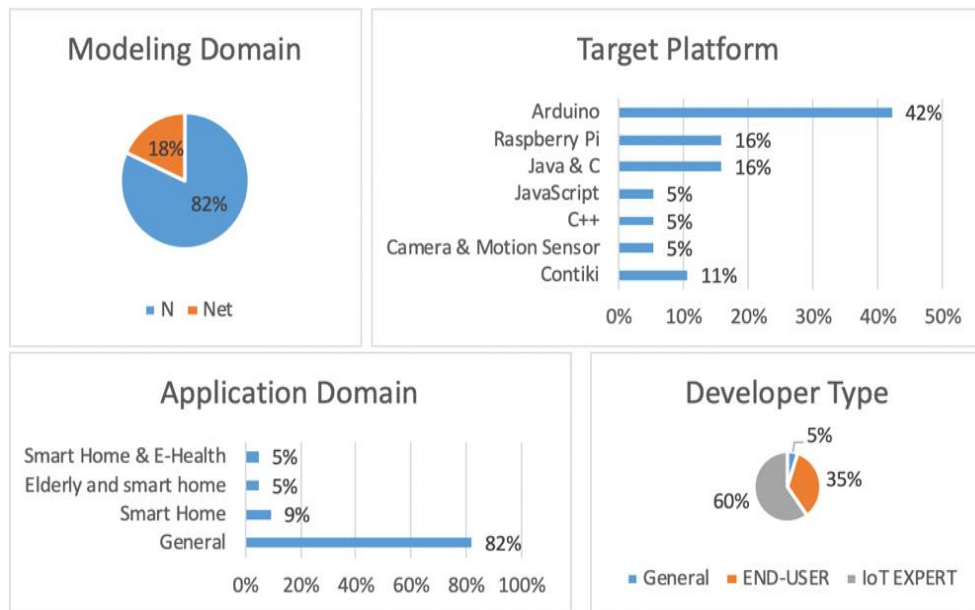 Modeling Domain
18%
82%
N Net
Target Platform
Arduino 42%
Raspberry Pi 16%
Java & C 16%
JavaScript 5%
C++ 5%
Camera & Motion Sensor 5%
Contiki 11%
0% 10% 20% 30% 40% 50%
Application Domain
Smart Home & E-Health 5%
Elderly and smart home 5%
Smart Home 9%
General 82%
0% 20% 40% 60% 80% 100%
Developer Type
5%
35%
60%
General END-USER IoT EXPERT